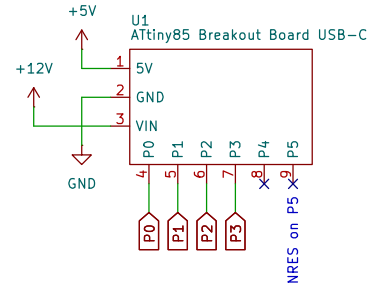 +5V
U1
ATtiny85 Breakout Board USB-C
+12V
1 5V
2 GND
3 VIN
P0 P1 P2 P3 P4 P5
4 5 6 7 8 9
GND
P0 P1 P2 P3
NRES on P5